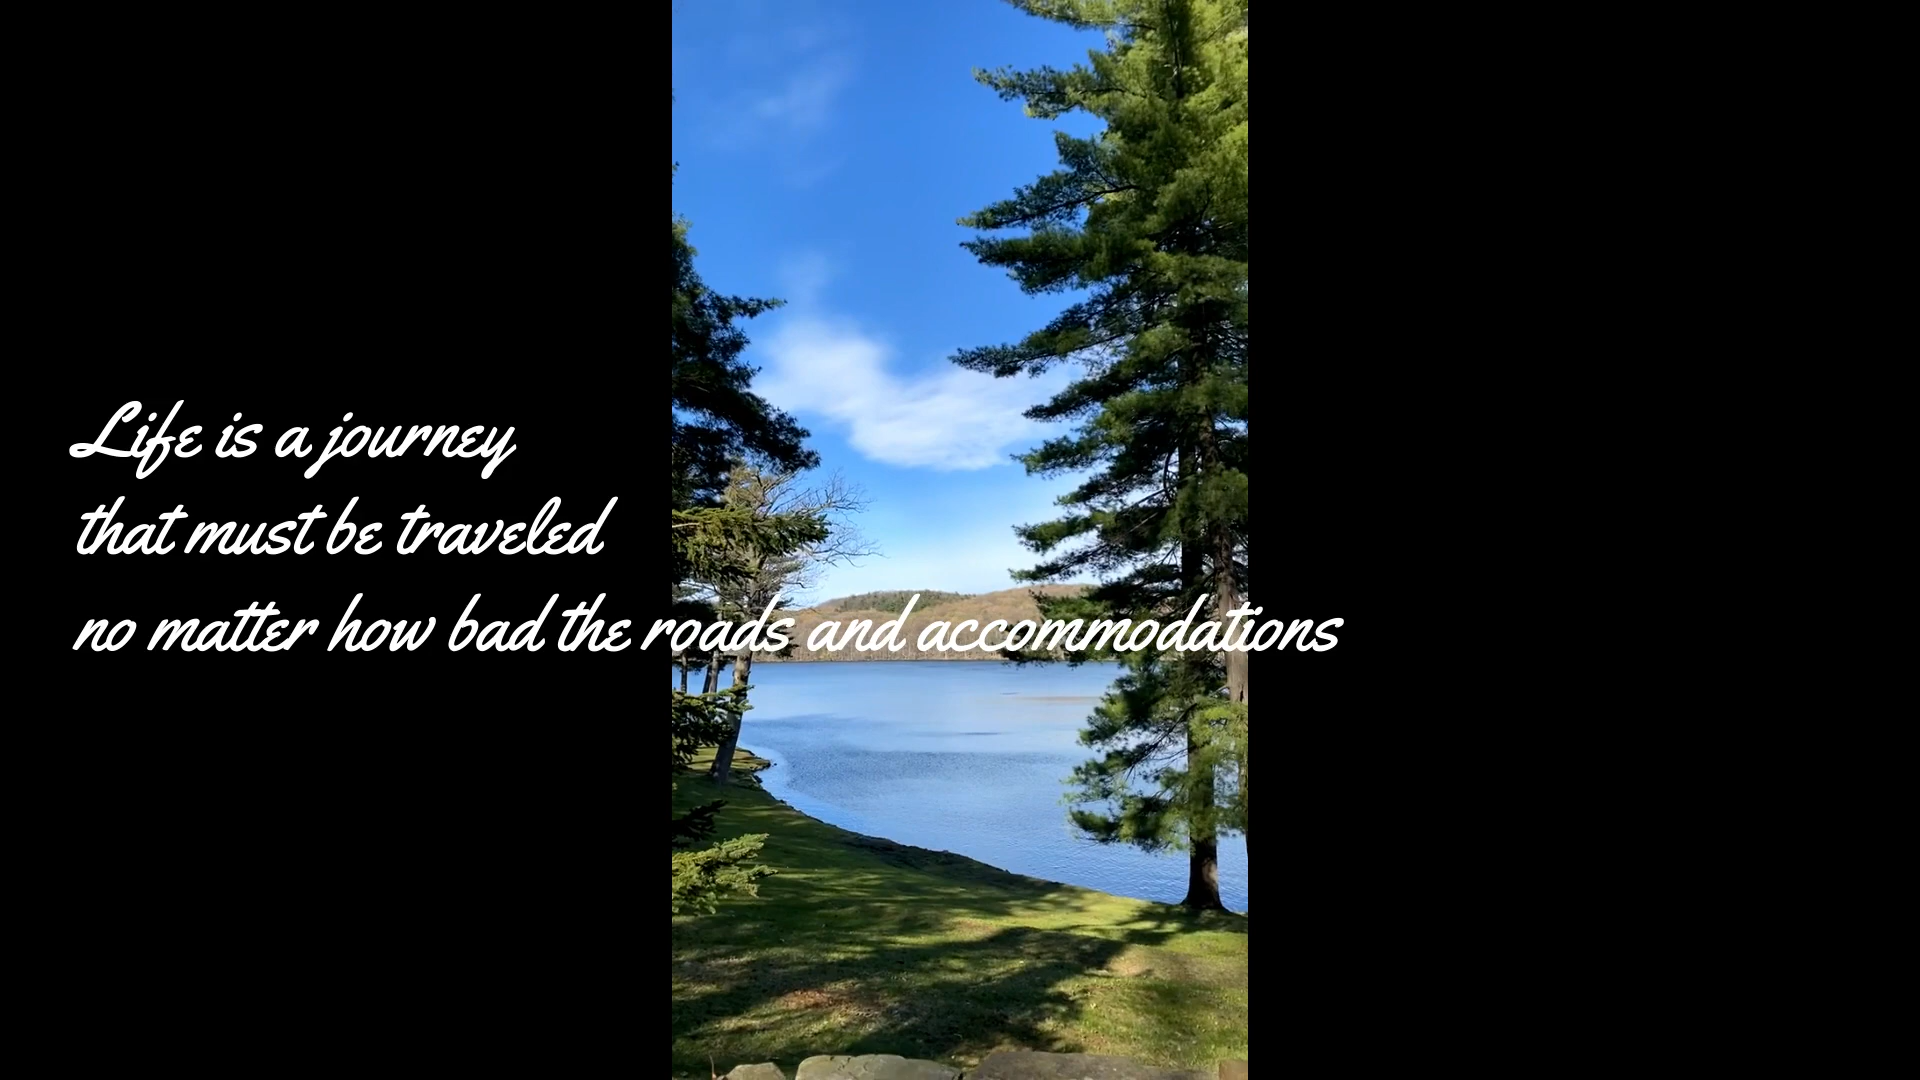 Life is a journey
that must be traveled
no matter how bad the roads and accommodations